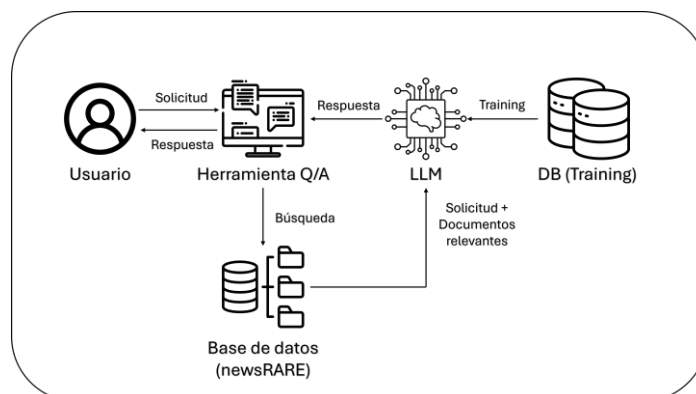 Solicitud
Respuesta
Respuesta
Training
Usuario
Herramienta Q/A
LLM
DB (Training)
Búsqueda
Solicitud +
Documentos
relevantes
Base de datos
(newsRARE)